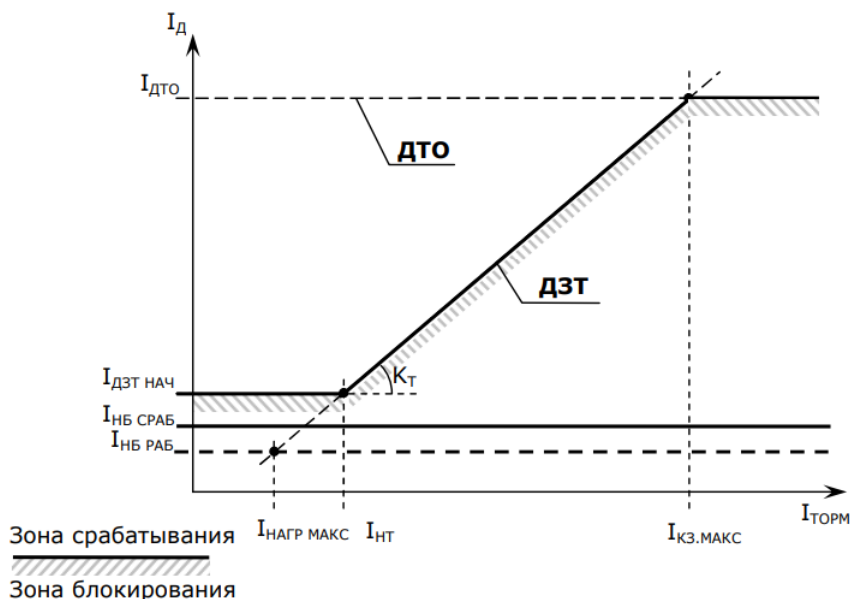 IД
IДТО
ДТО
ДЗТ
IДЗТ НАЧ
KТ
IНБ СРАБ
IНБ РАБ
IТОРМ
IНАГР МАКС
IНТ
IКЗ.МАКС
Зона срабатывания
Зона блокирования